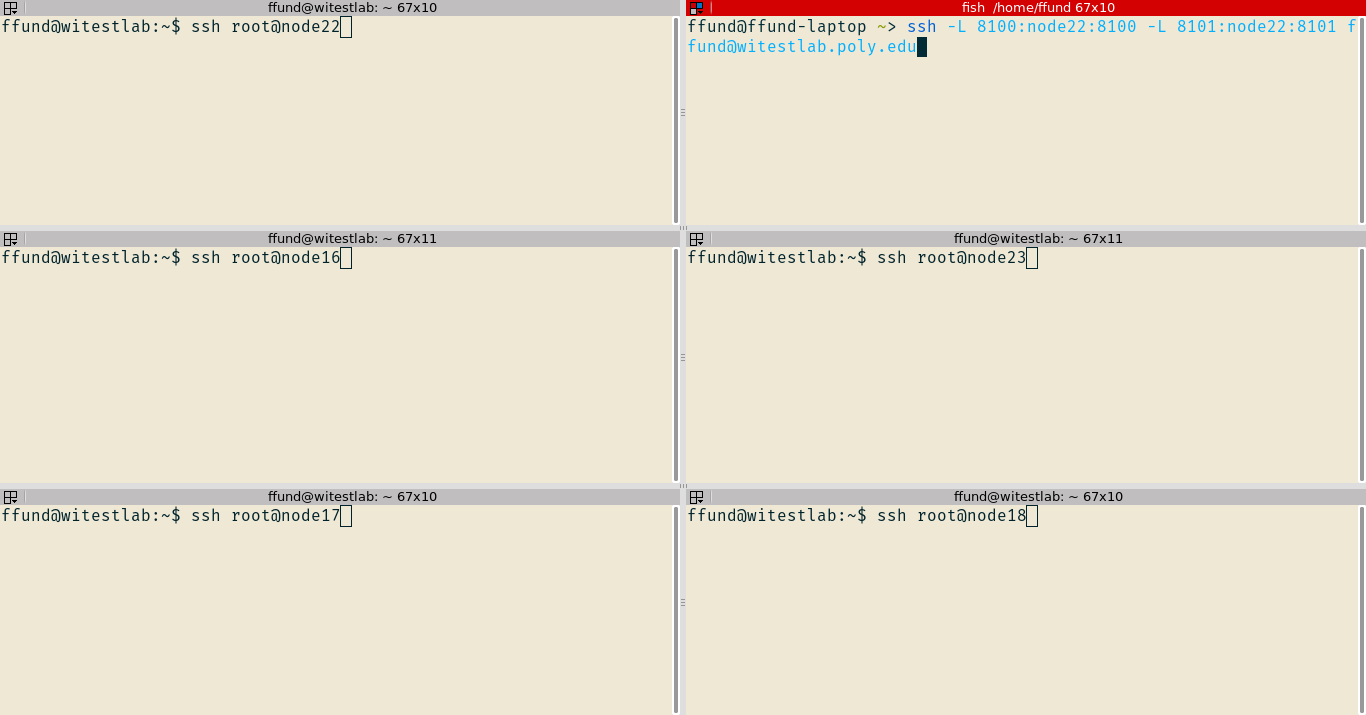 ffund@witestlab: ~ 67x10
ffund@witestlab:~$ ssh root@node22
fish /home/ffund 67x10
ffund@ffund-laptop ~> ssh -L 8100:node22:8100 -L 8101:node22:8101 f
fund@witestlab.poly.edu
ffund@witestlab: ~ 67x11
ffund@witestlab:~$ ssh root@node16
ffund@witestlab: ~ 67x11
ffund@witestlab:~$ ssh root@node23
ffund@witestlab: ~ 67x10
ffund@witestlab:~$ ssh root@node17
ffund@witestlab: ~ 67x10
ffund@witestlab:~$ ssh root@node18